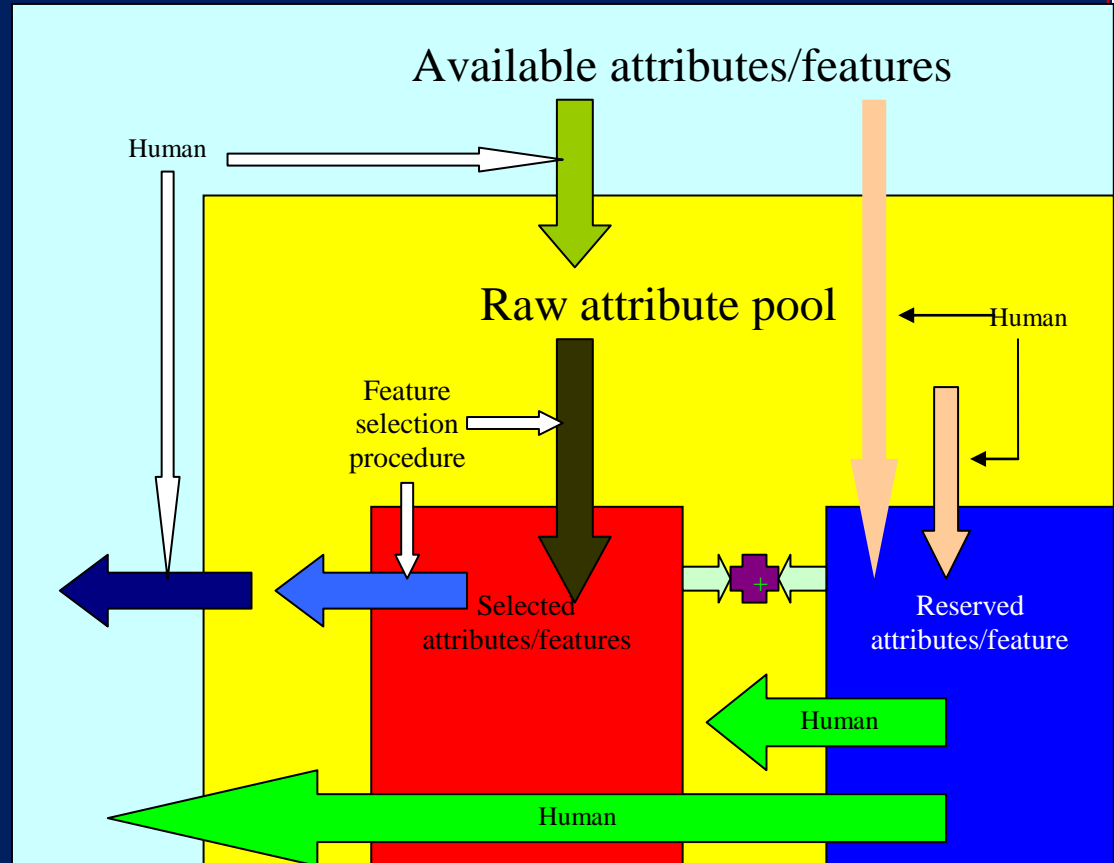 Available attributes/features
Human
Raw attribute pool
Human
Feature
selection
procedure
Selected
attributes/features
Reserved
attributes/feature
Human
Human